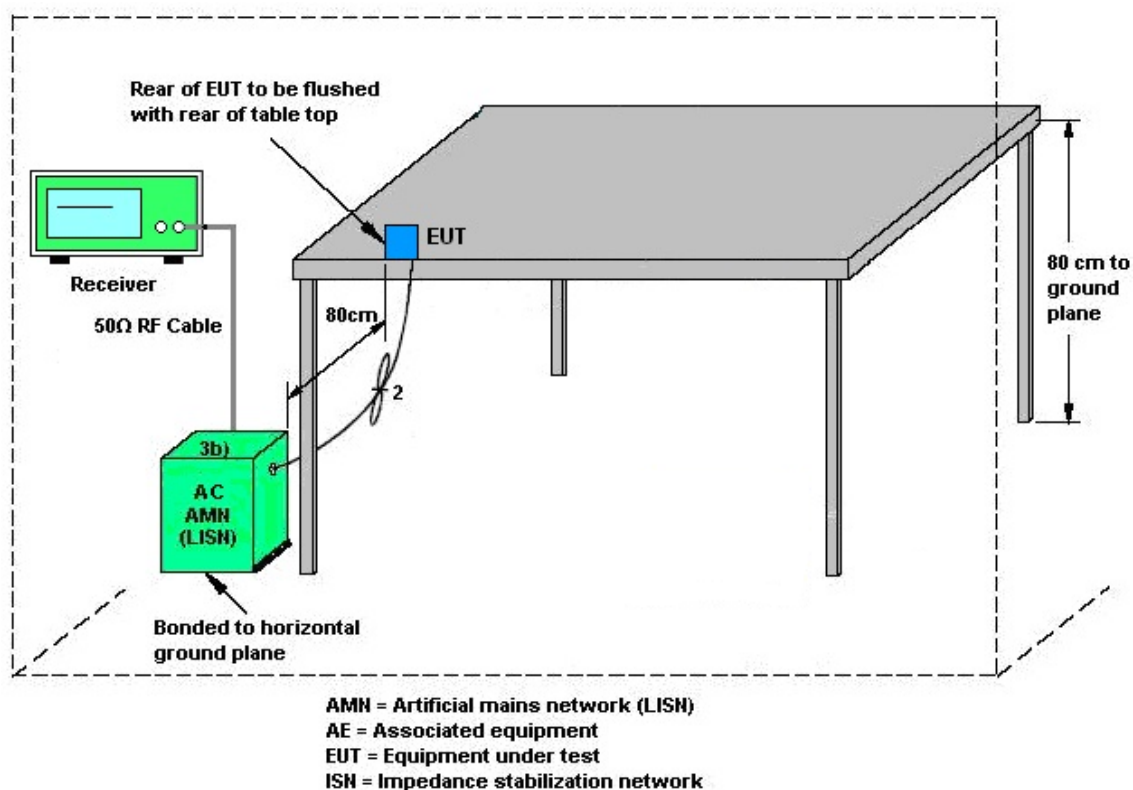 Rear of EUT to be flushed
with rear of table top
EUT
Receiver
50Ω RF Cable
80cm
80 cm to
ground
plane
2
3b)
AC
AMN
(LISN)
Bonded to horizontal
ground plane
AMN = Artificial mains network (LISN)
AE = Associated equipment
EUT = Equipment under test
ISN = Impedance stabilization network